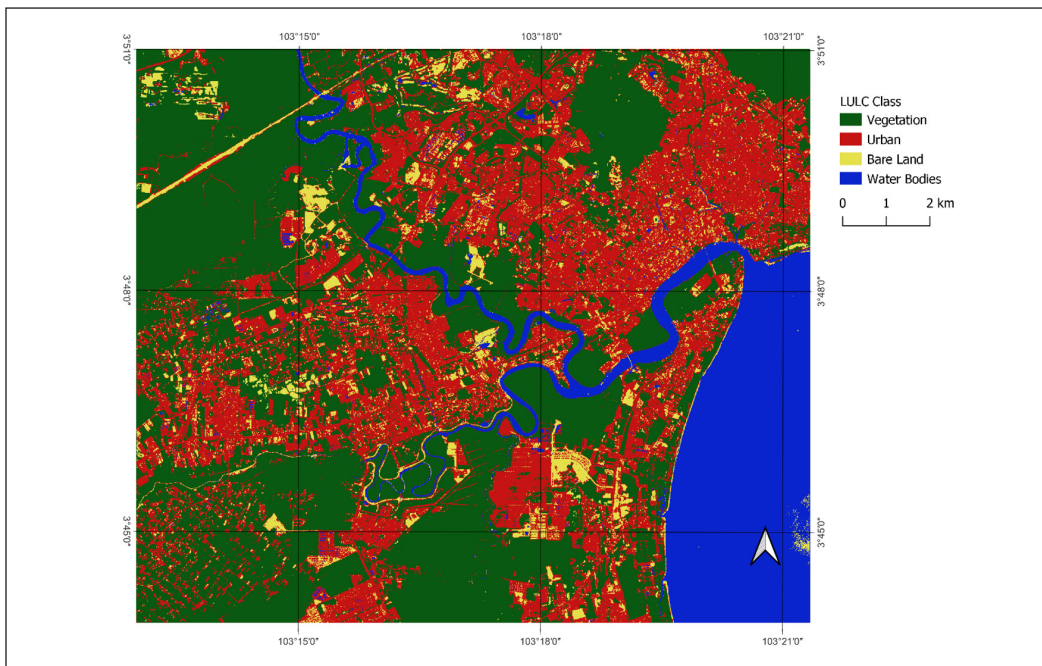 103°15'0" 103°18'0" 103°21'0"
3°51'0" 3°51'0"
LULC Class
Vegetation
Urban
Bare Land
Water Bodies
0 1 2 km
3°48'0" 3°48'0"
3°45'0" 3°45'0"
103°15'0" 103°18'0" 103°21'0"